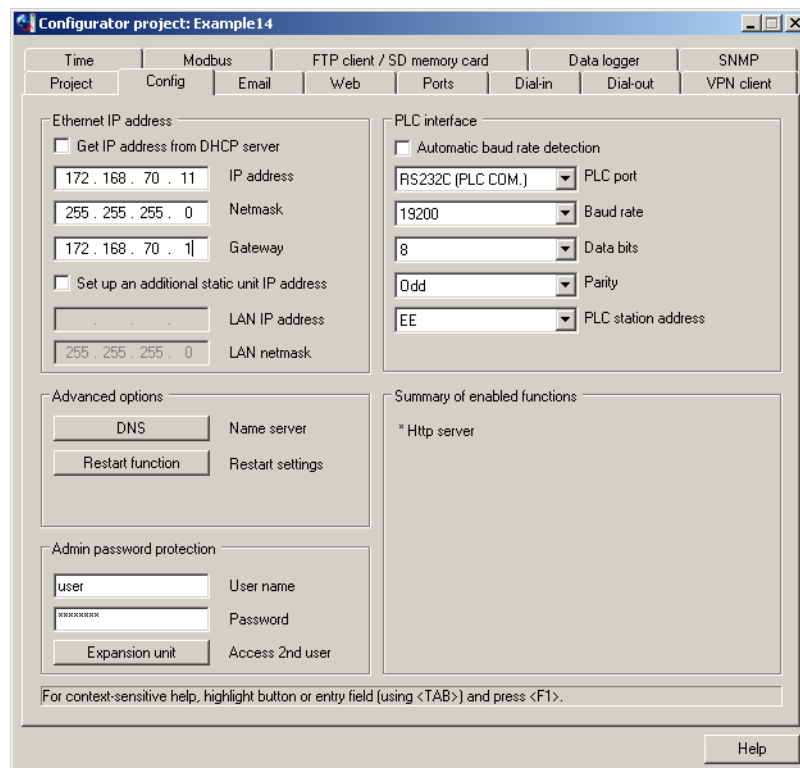 Configurator project: Example14
Time Modbus FTP client / SD memory card Data logger SNMP
Project Config Email Web Ports Dial-in Dial-out VPN client
Ethernet IP address
Get IP address from DHCP server
172 . 168 . 70 . 11 IP address
255 . 255 . 255 . 0 Netmask
172 . 168 . 70 . 1 Gateway
Set up an additional static unit IP address
. . . LAN IP address
255 . 255 . 255 . 0 LAN netmask
PLC interface
Automatic baud rate detection
RS232C (PLC COM.) PLC port
19200 Baud rate
8 Data bits
Odd Parity
EE PLC station address
Advanced options
DNS Name server
Restart function Restart settings
Summary of enabled functions
* Http server
Admin password protection
user User name
******** Password
Expansion unit Access 2nd user
For context-sensitive help, highlight button or entry field (using <TAB>) and press <F1>.
Help